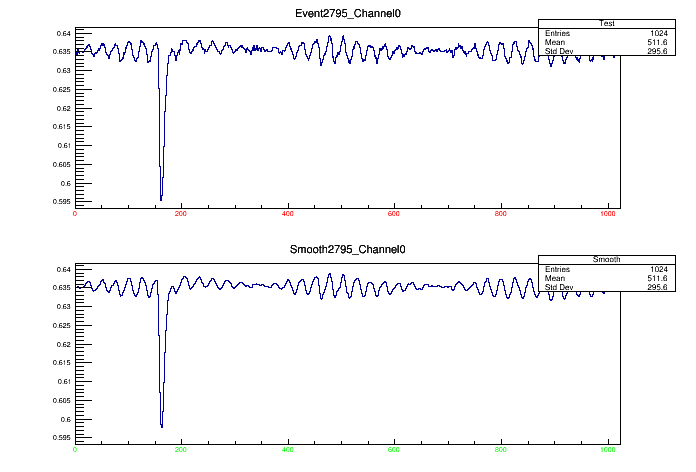 Event2795_Channel0
Test
Entries 1024
Mean 511.6
Std Dev 295.6
0.64
0.635
0.63
0.625
0.62
0.615
0.61
0.605
0.6
0.595
0 200 400 600 800 1000
Smooth2795_Channel0
Smooth
Entries 1024
Mean 511.6
Std Dev 295.6
0.64
0.635
0.63
0.625
0.62
0.615
0.61
0.605
0.6
0.595
0 200 400 600 800 1000